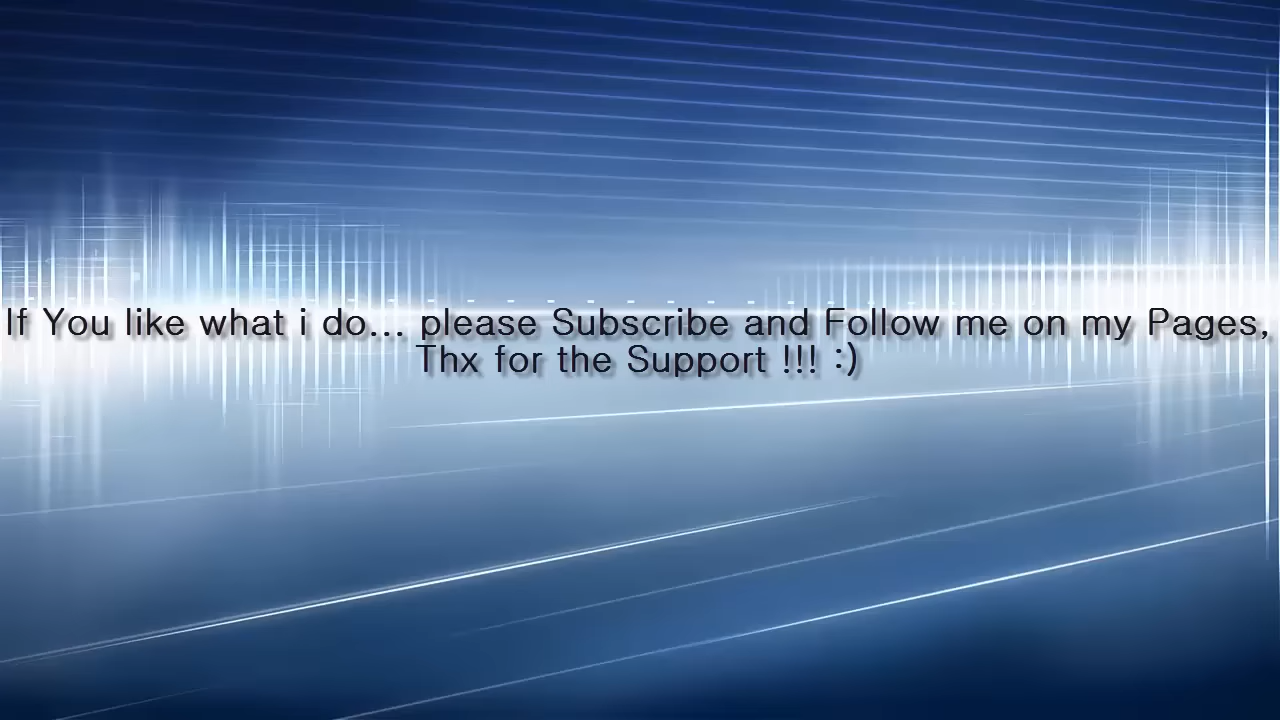 If You like what i do... please Subscribe and Follow me on my Pages,
Thx for the Support !!! :)